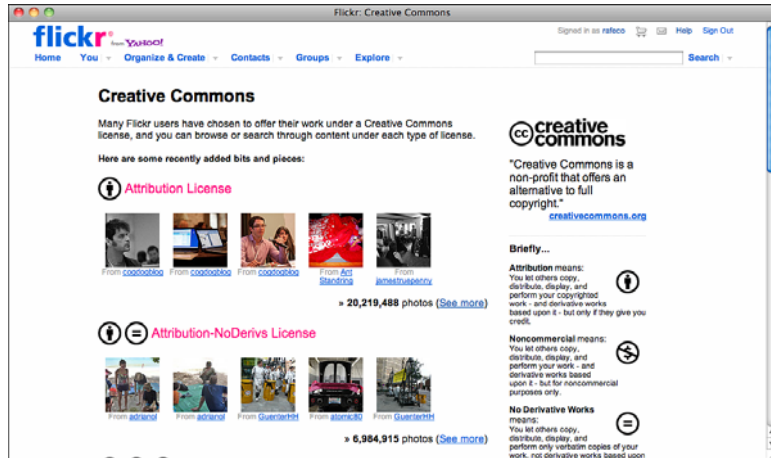 Flickr: Creative Commons
flickr from YAHOO!
Signed in as rafeco Help Sign Out
Home You Organize & Create Contacts Groups Explore Search
Creative Commons
Many Flickr users have chosen to offer their work under a Creative Commons
license, and you can browse or search through content under each type of license.
Here are some recently added bits and pieces:
Attribution License
From cogdogblog From cogdogblog From cogdogblog From Ant Standring From jamestruepenny
» 20,219,488 photos (See more)
Attribution-NoDerivs License
From adrianol From adrianol From GuenterHH From atomic80 From GuenterHH
» 6,984,915 photos (See more)
cc creative
commons
"Creative Commons is a
non-profit that offers an
alternative to full
copyright."
creativecommons.org
Briefly...
Attribution means:
You let others copy,
distribute, display, and
perform your copyrighted
work - and derivative works
based upon it - but only if they give you
credit.
Noncommercial means:
You let others copy,
distribute, display, and
perform your work - and
derivative works based
upon it - but for noncommercial
purposes only.
No Derivative Works
means:
You let others copy,
distribute, display, and
perform only verbatim copies of your
work, not derivative works based upon